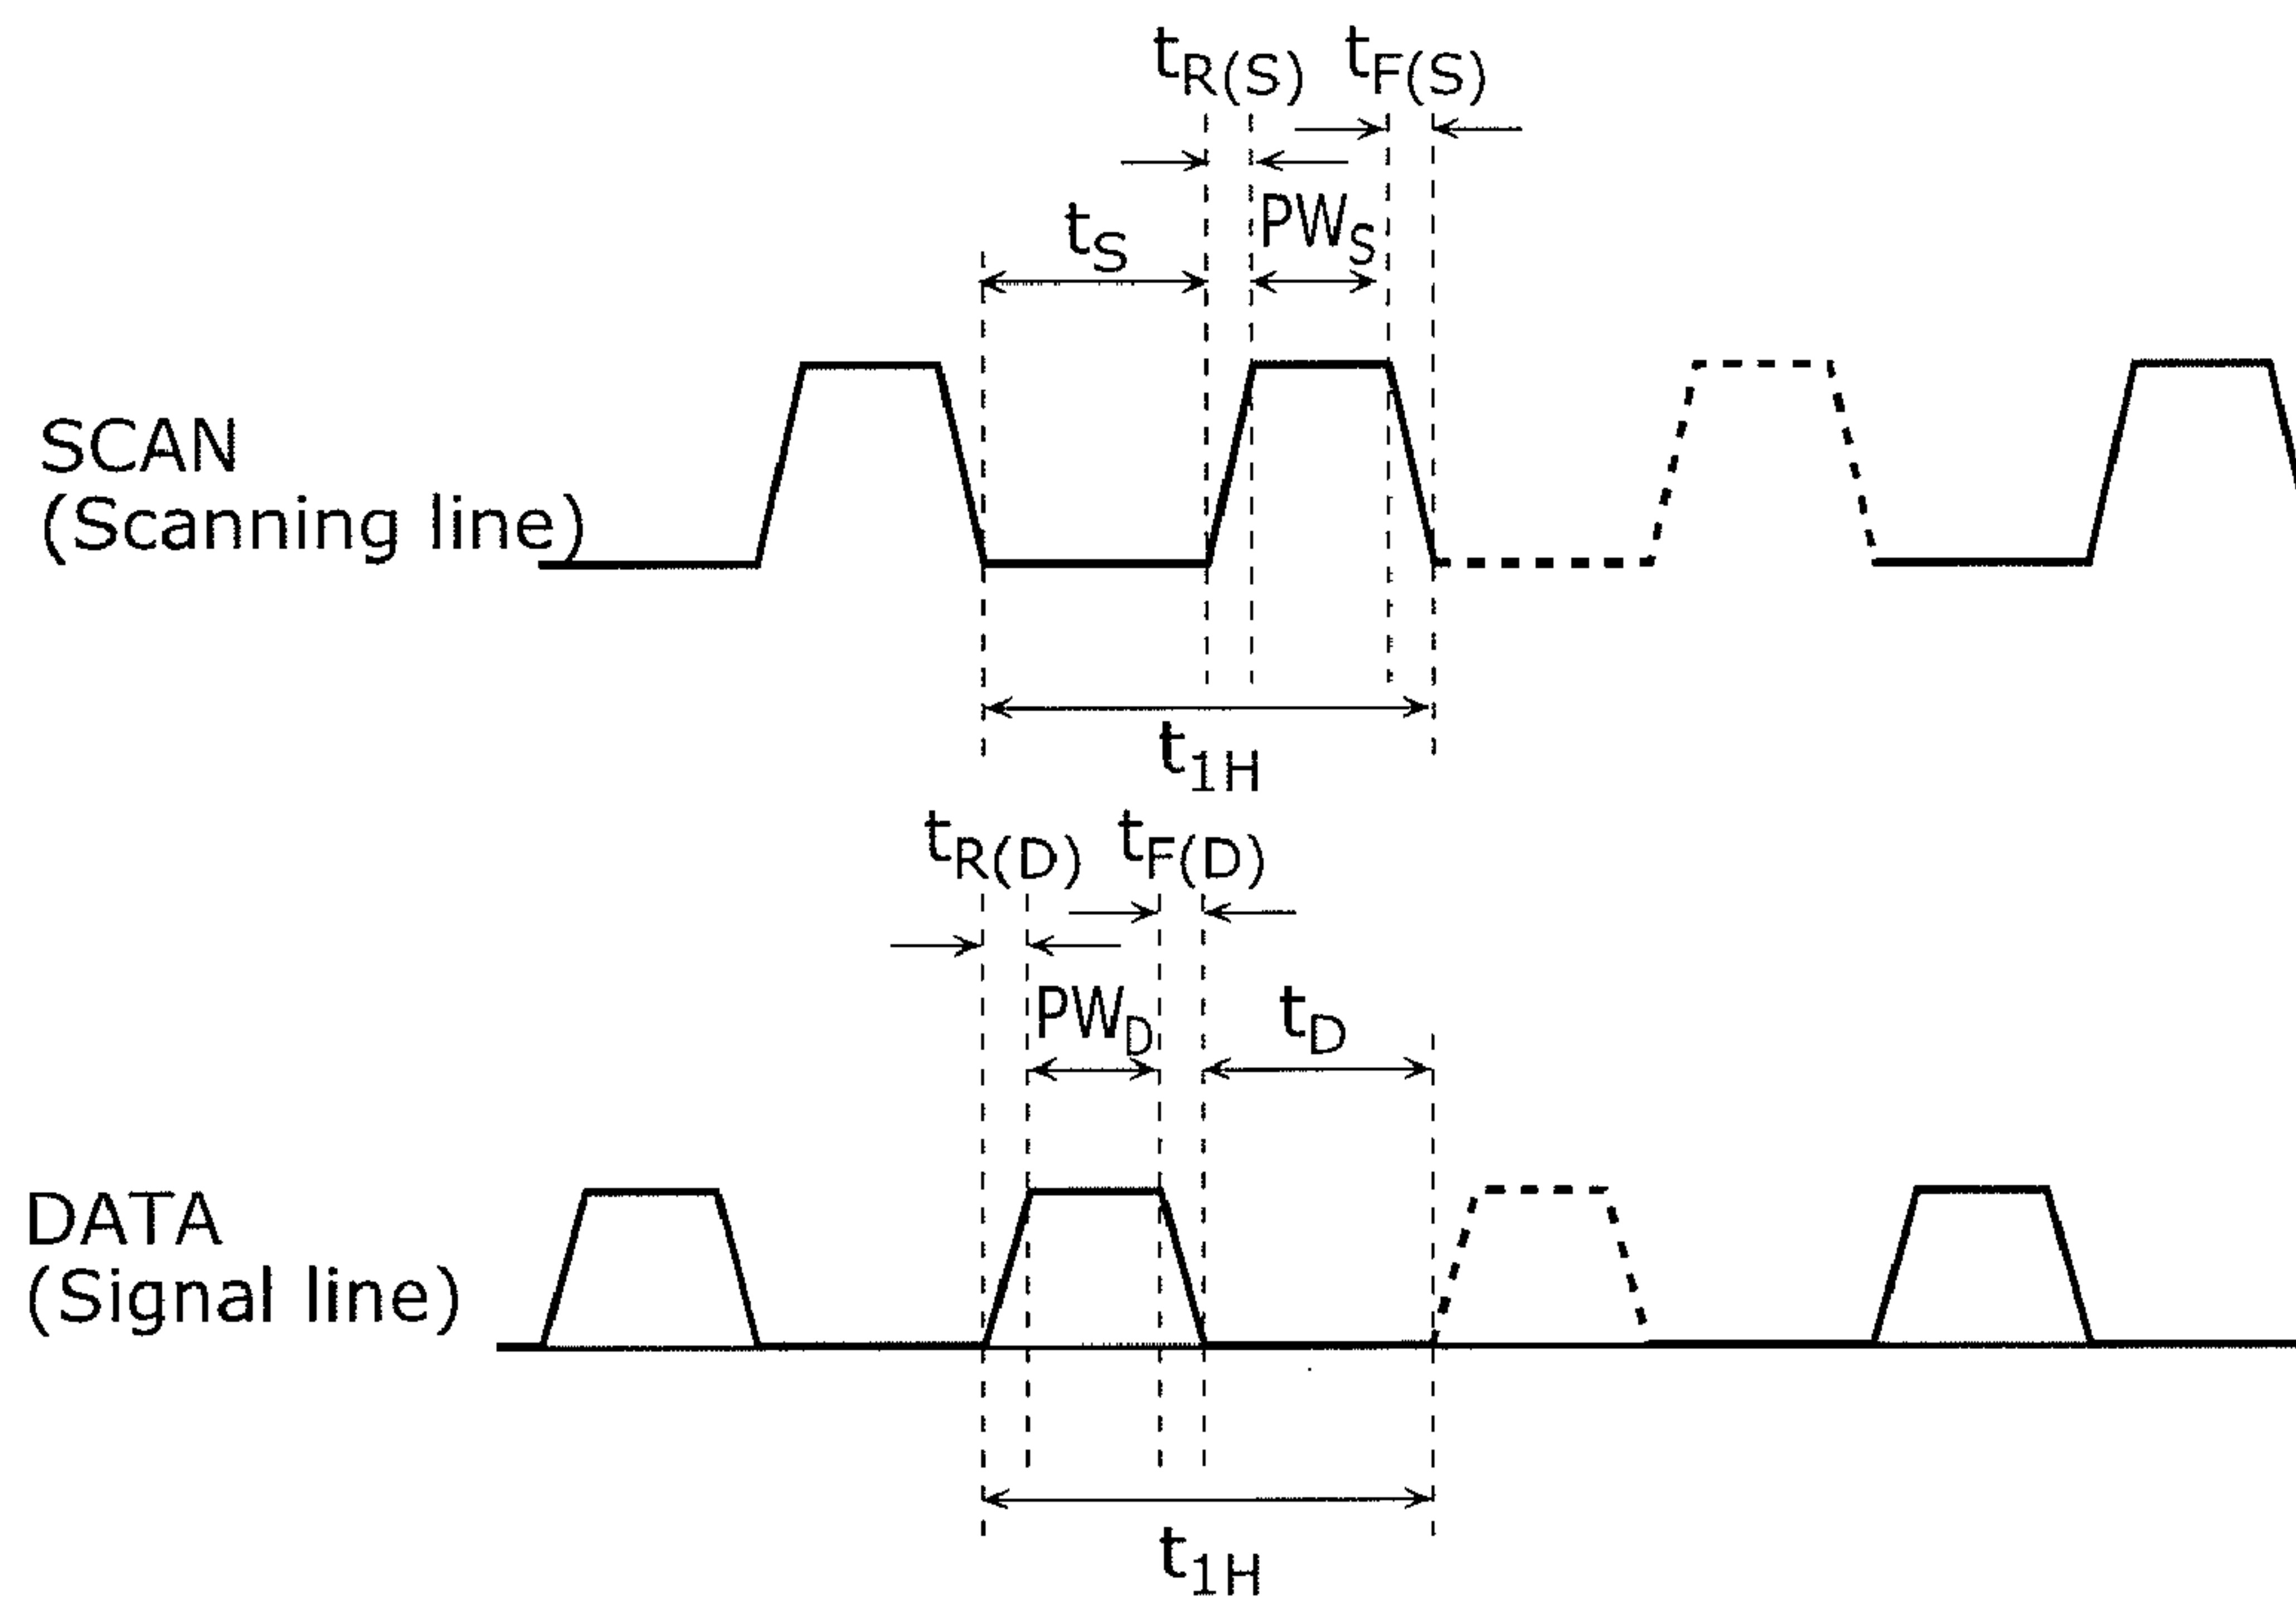 tR(S) tF(S)
tS PWS
SCAN
(Scanning line)
t1H
tR(D) tF(D)
PWD tD
DATA
(Signal line)
t1H